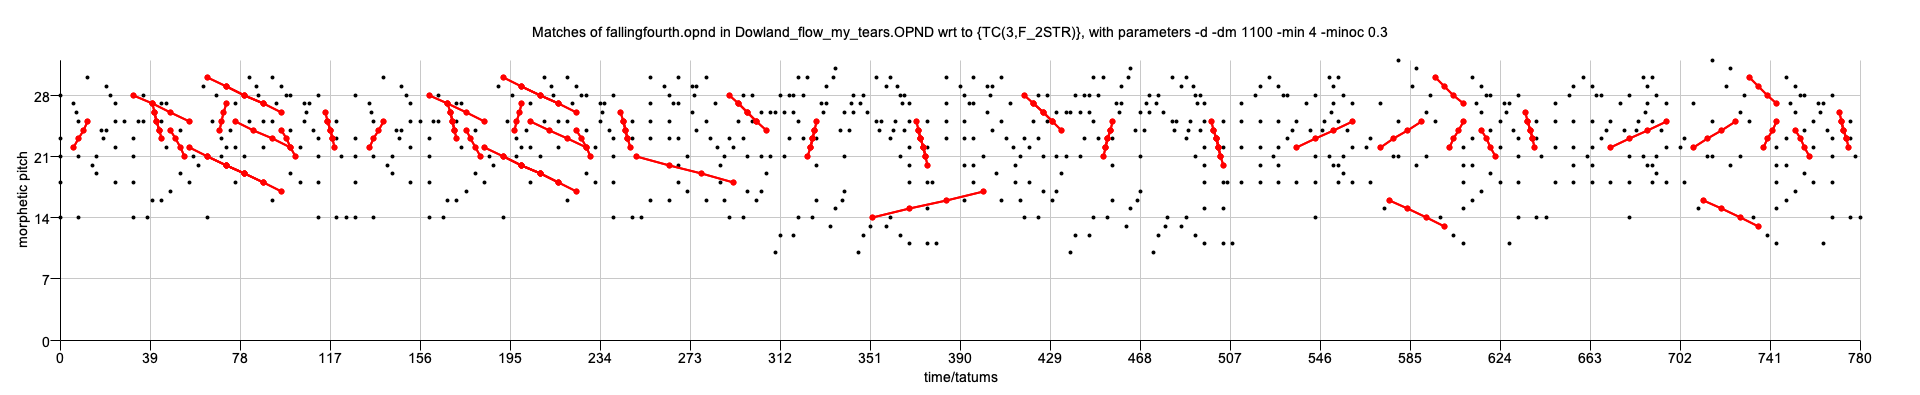 Matches of fallingfourth.opnd in Dowland_flow_my_tears.OPND wrt to {TC(3,F_2STR)}, with parameters -d -dm 1100 -min 4 -minoc 0.3
morphetic pitch
28
21
14
7
0
0 39 78 117 156 195 234 273 312 351 390 429 468 507 546 585 624 663 702 741 780
time/tatums